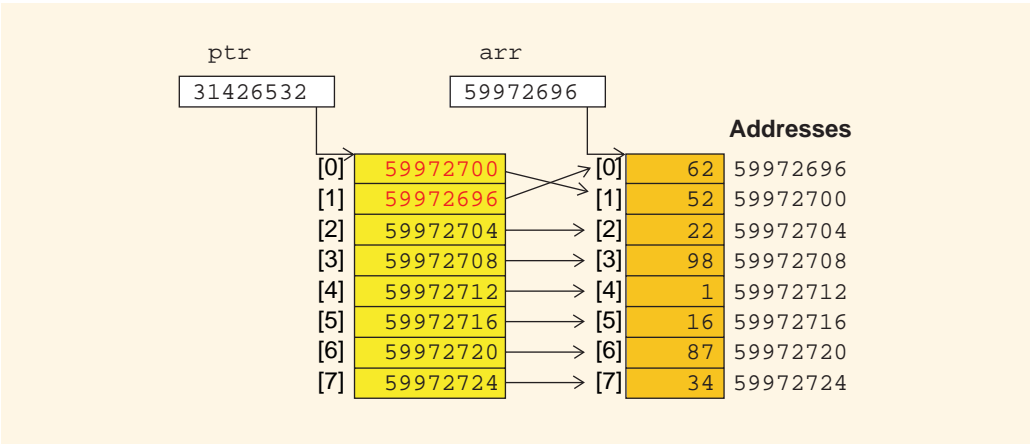 ptr arr
31426532 59972696
Addresses
[0] 59972700 [0] 62 59972696
[1] 59972696 [1] 52 59972700
[2] 59972704 [2] 22 59972704
[3] 59972708 [3] 98 59972708
[4] 59972712 [4] 1 59972712
[5] 59972716 [5] 16 59972716
[6] 59972720 [6] 87 59972720
[7] 59972724 [7] 34 59972724